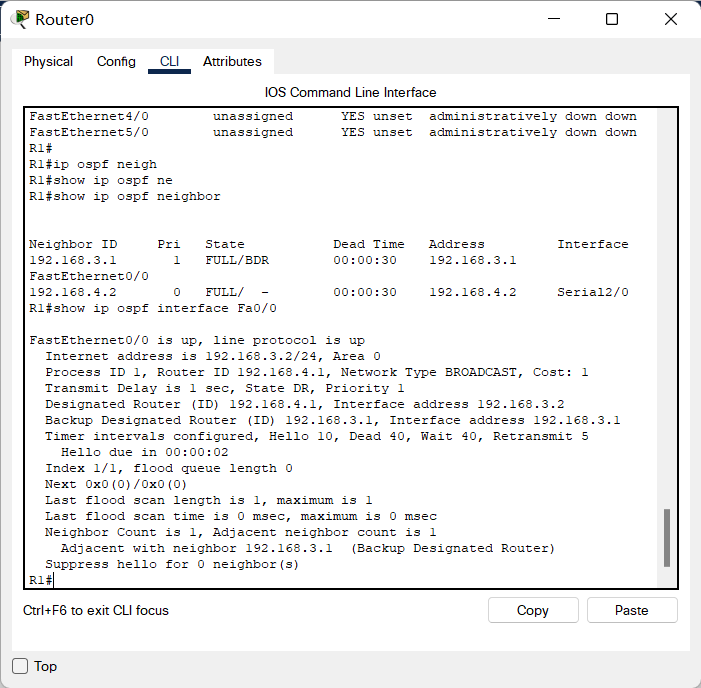 Router0
Physical Config CLI Attributes
IOS Command Line Interface
FastEthernet4/0        unassigned      YES unset  administratively down down
FastEthernet5/0        unassigned      YES unset  administratively down down
R1#
R1#ip ospf neigh
R1#show ip ospf ne
R1#show ip ospf neighbor
Neighbor ID     Pri   State           Dead Time   Address         Interface
192.168.3.1       1   FULL/BDR        00:00:30    192.168.3.1
FastEthernet0/0
192.168.4.2       0   FULL/  -        00:00:30    192.168.4.2     Serial2/0
R1#show ip ospf interface Fa0/0
FastEthernet0/0 is up, line protocol is up
  Internet address is 192.168.3.2/24, Area 0
  Process ID 1, Router ID 192.168.4.1, Network Type BROADCAST, Cost: 1
  Transmit Delay is 1 sec, State DR, Priority 1
  Designated Router (ID) 192.168.4.1, Interface address 192.168.3.2
  Backup Designated Router (ID) 192.168.3.1, Interface address 192.168.3.1
  Timer intervals configured, Hello 10, Dead 40, Wait 40, Retransmit 5
    Hello due in 00:00:02
  Index 1/1, flood queue length 0
  Next 0x0(0)/0x0(0)
  Last flood scan length is 1, maximum is 1
  Last flood scan time is 0 msec, maximum is 0 msec
  Neighbor Count is 1, Adjacent neighbor count is 1
    Adjacent with neighbor 192.168.3.1  (Backup Designated Router)
  Suppress hello for 0 neighbor(s)
R1#
Ctrl+F6 to exit CLI focus
Copy Paste
Top